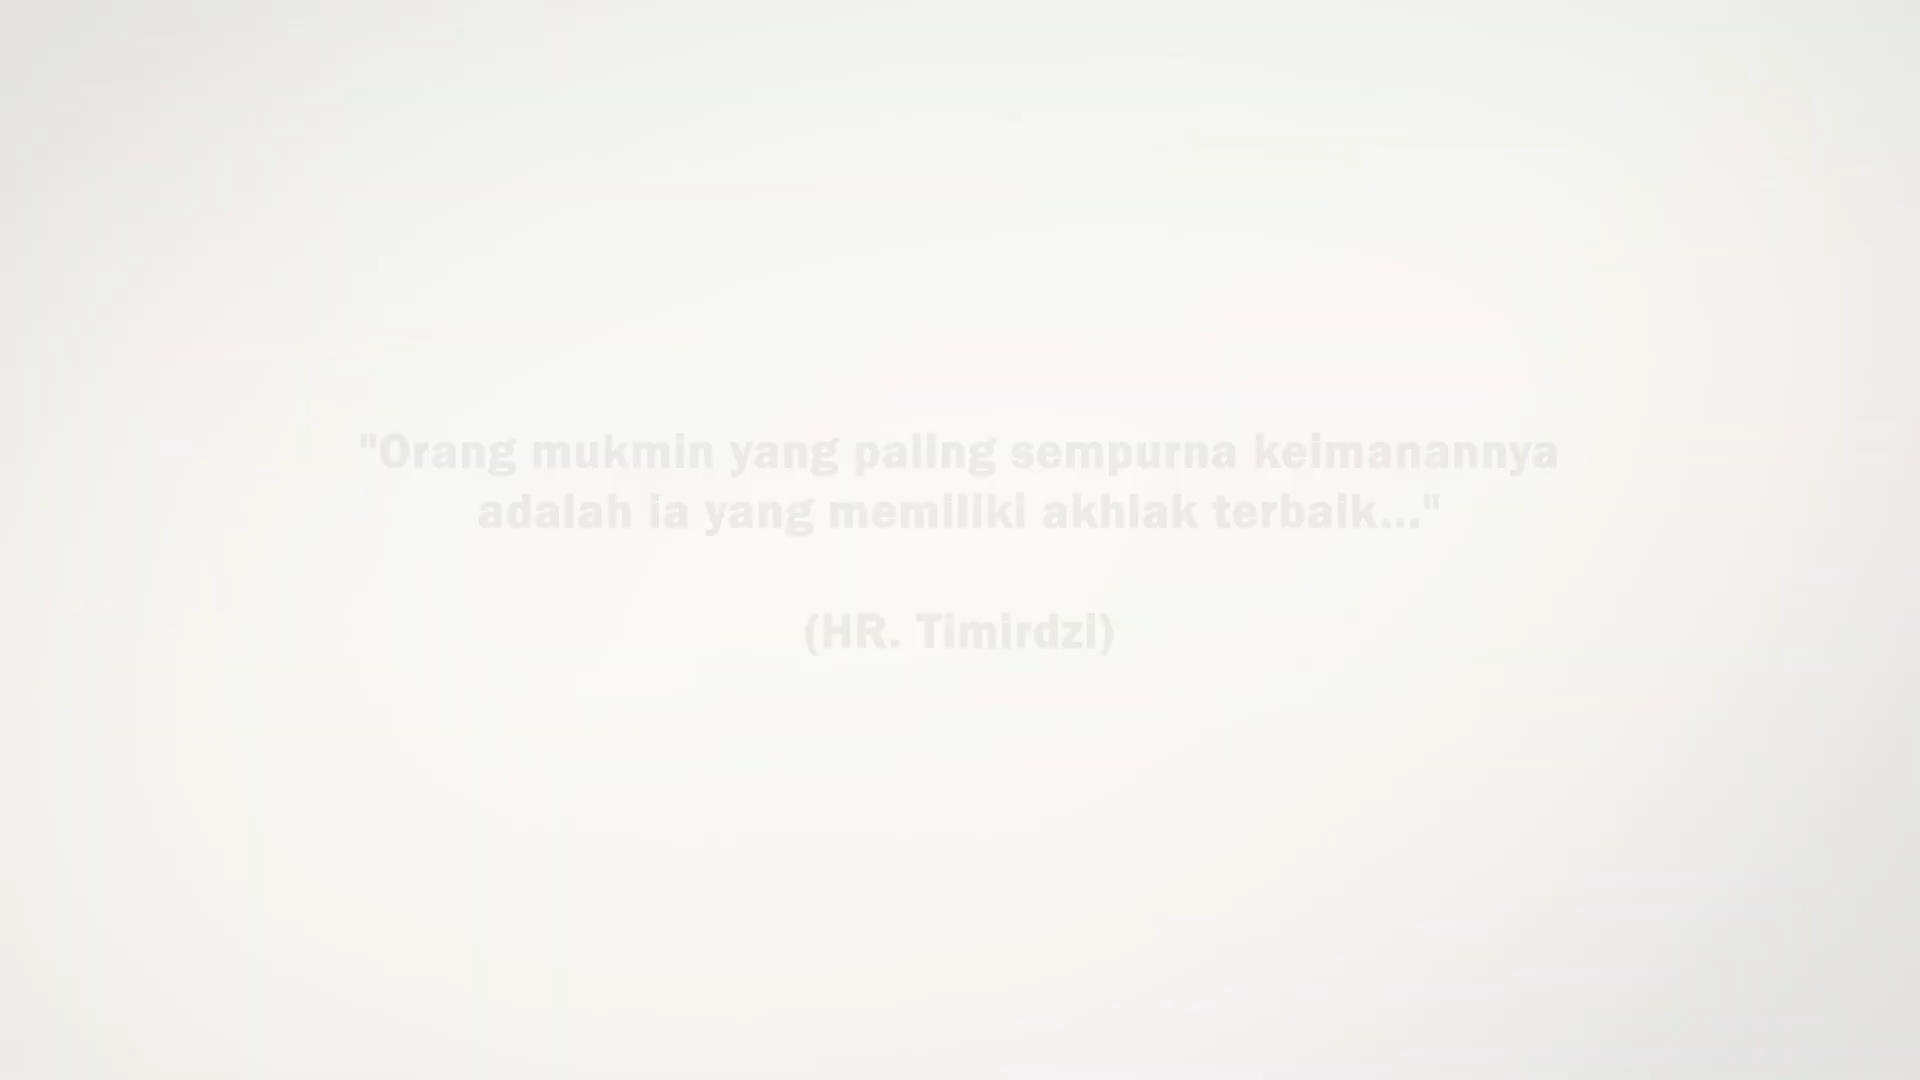 "Orang mukmin yang paling sempurna keimanannya
adalah ia yang memiliki akhlak terbaik..."
(HR. Timirdzi)